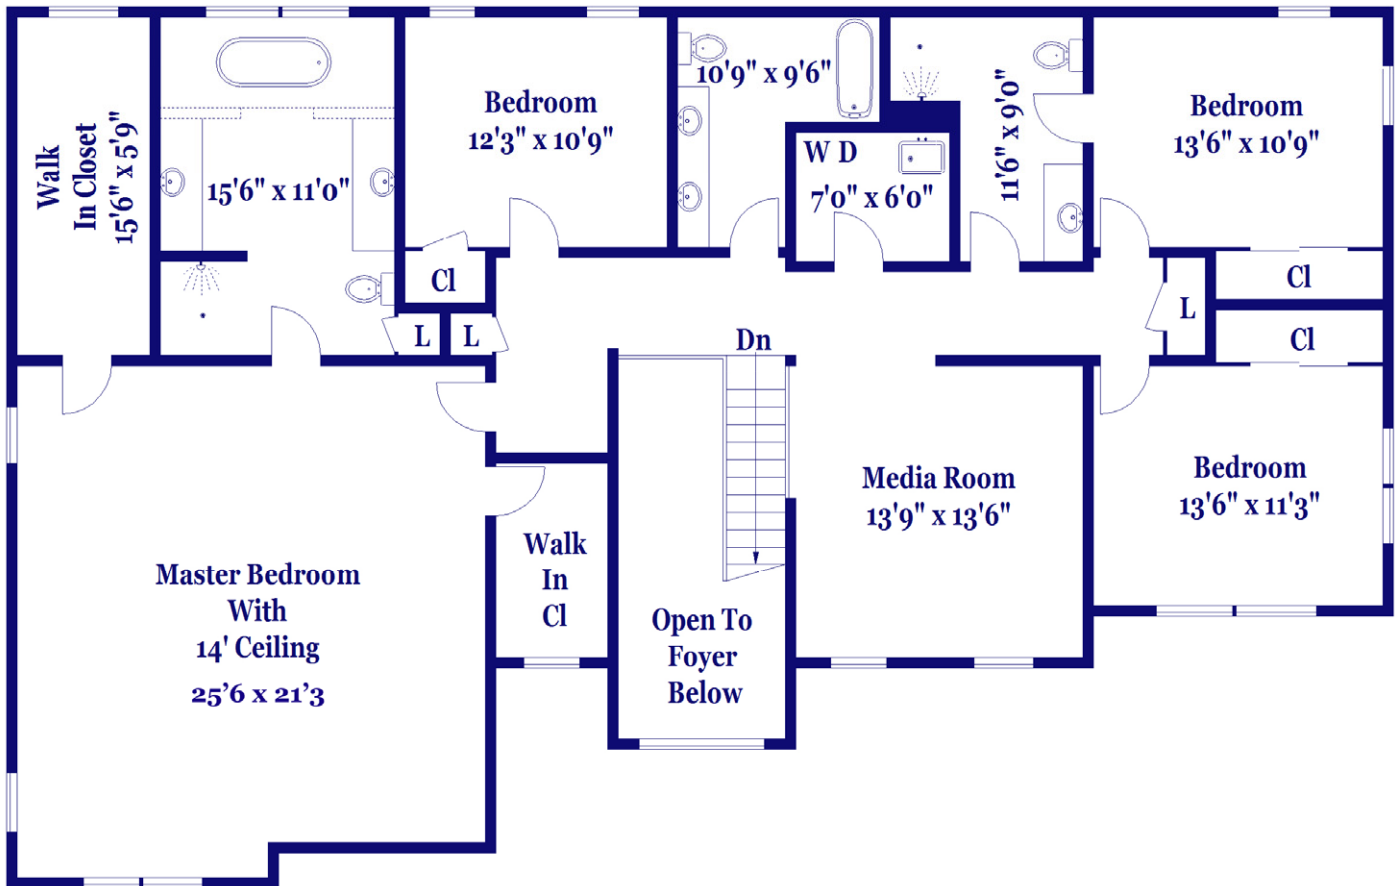 Walk
In Closet
15'6" x 5'9"
15'6" x 11'0"
Bedroom
12'3" x 10'9"
Cl
L
L
10'9" x 9'6"
W D
7'0" x 6'0"
11'6" x 9'0"
Bedroom
13'6" x 10'9"
Cl
L
Cl
Dn
Media Room
13'9" x 13'6"
Bedroom
13'6" x 11'3"
Walk
In
Cl
Master Bedroom
With
14' Ceiling
25’6 x 21’3
Open To
Foyer
Below